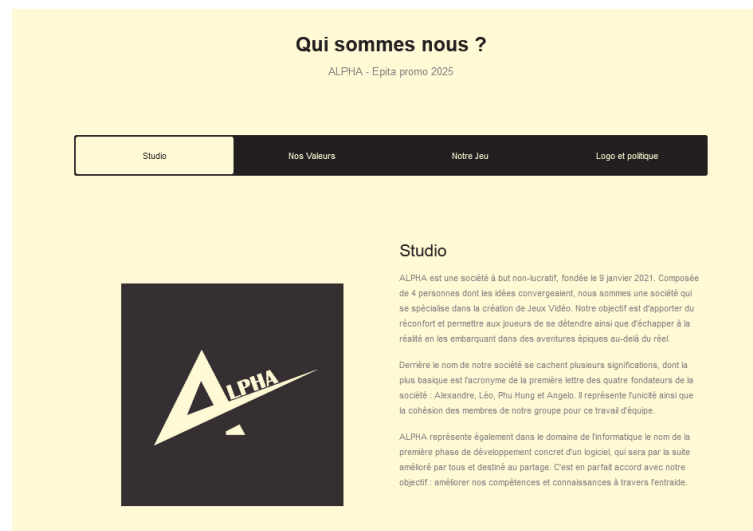 Qui sommes nous ?
ALPHA - Epita promo 2025
Studio
Nos Valeurs
Notre Jeu
Logo et politique
ALPHA
Studio
ALPHA est une société à but non-lucratif, fondée le 9 janvier 2021. Composée
de 4 personnes dont les idées convergeaient, nous sommes une société qui
se spécialise dans la création de Jeux Vidéo. Notre objectif est d'apporter du
réconfort et permettre aux joueurs de se détendre ainsi que d'échapper à la
réalité en les embarquant dans des aventures épiques au-delà du réel.
Derrière le nom de notre société se cachent plusieurs significations, dont la
plus basique est l'acronyme de la première lettre des quatre fondateurs de la
société : Alexandre, Léo, Phu Hung et Angelo. Il représente l'unicité ainsi que
la cohésion des membres de notre groupe pour ce travail d'équipe.
ALPHA représente également dans le domaine de l'informatique le nom de la
première phase de développement concret d'un logiciel, qui sera par la suite
amélioré par tous et destiné au partage. C'est en parfait accord avec notre
objectif : améliorer nos compétences et connaissances à travers l'entraide.